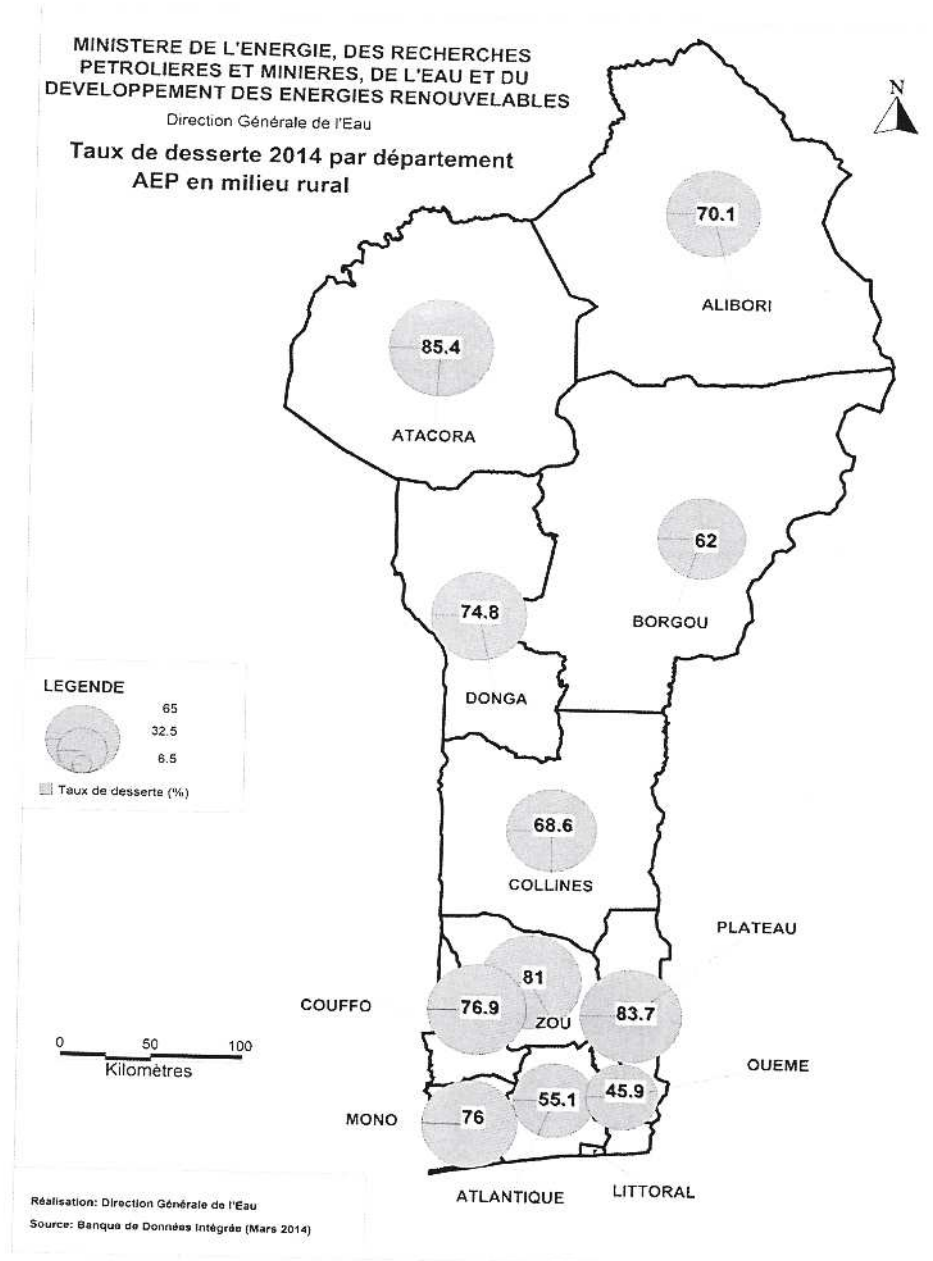 MINISTERE DE L'ENERGIE, DES RECHERCHES
PETROLIERES ET MINIERES, DE L'EAU ET DU
DEVELOPPEMENT DES ENERGIES RENOUVELABLES
Direction Générale de l'Eau
Taux de desserte 2014 par département
AEP en milieu rural
N
70.1
ALIBORI
85.4
ATACORA
62
BORGOU
74.8
DONGA
LEGENDE
65
32.5
6.5
Taux de desserte (%)
68.6
COLLINES
PLATEAU
81
COUFFO
76.9
ZOU
83.7
0 50 100
Kilomètres
OUEME
45.9
55.1
MONO
76
ATLANTIQUE
LITTORAL
Réalisation: Direction Générale de l'Eau
Source: Banque de Données Intégrée (Mars 2014)